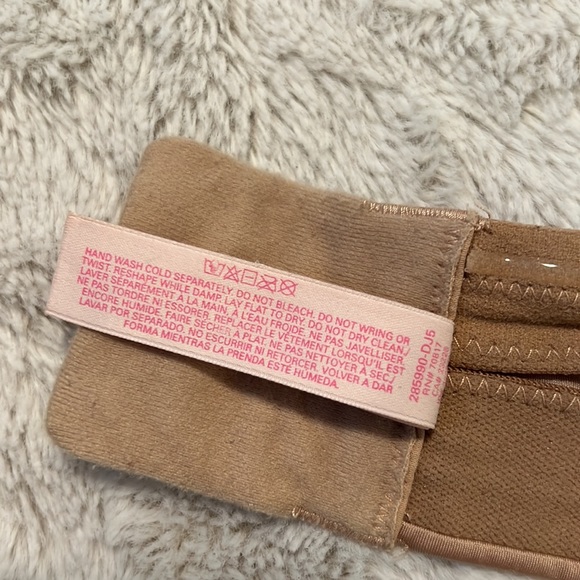 HAND WASH COLD SEPARATELY. DO NOT BLEACH. DO NOT WRING OR
TWIST. RESHAPE WHILE DAMP. LAY FLAT TO DRY. DO NOT DRY CLEAN./
LAVER SÉPARÉMENT À LA MAIN, À L'EAU FROIDE. NE PAS JAVELLISER.
NE PAS TORDRE NI ESSORER. REPLACER LE VÊTEMENT LORSQU'IL EST
ENCORE HUMIDE. FAIRE SÉCHER À PLAT. NE PAS NETTOYER À SEC./
LAVAR POR SEPARADO. NO ESCURRIR NI RETORCER. VOLVER A DAR
FORMA MIENTRAS LA PRENDA ESTÉ HÚMEDA.
285990-DJ5
RN#
CA#